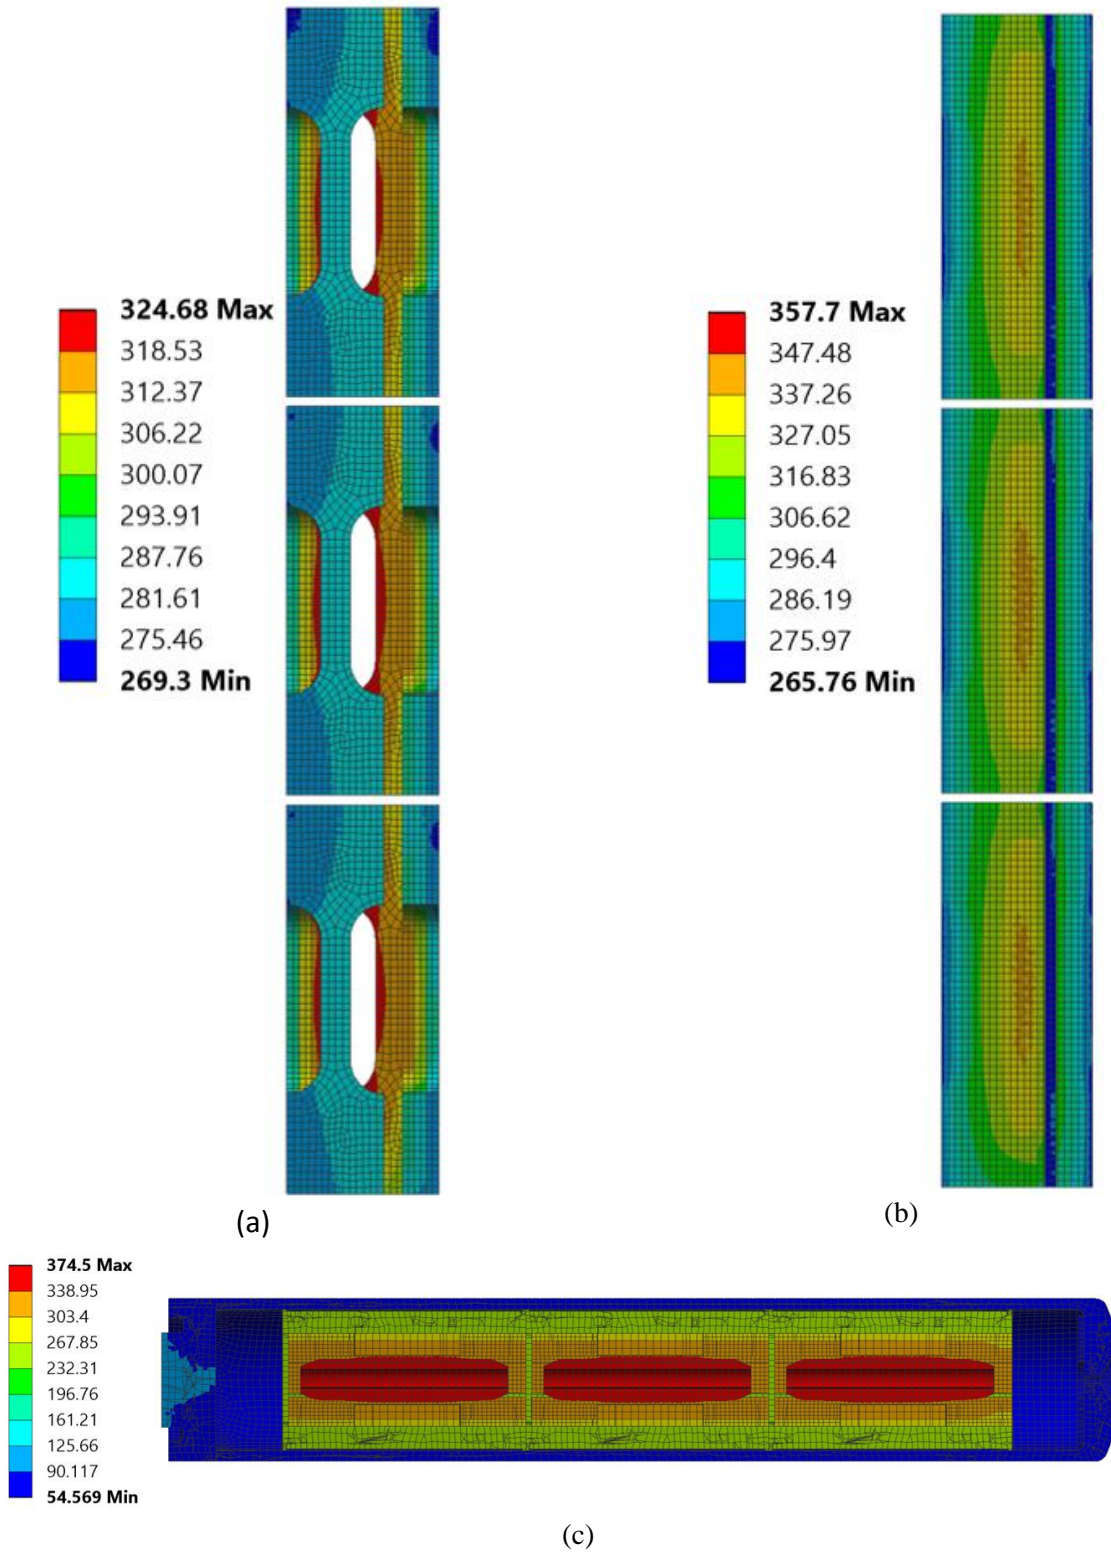 324.68 Max
318.53
312.37
306.22
300.07
293.91
287.76
281.61
275.46
269.3 Min
357.7 Max
347.48
337.26
327.05
316.83
306.62
296.4
286.19
275.97
265.76 Min
(a)
(b)
374.5 Max
338.95
303.4
267.85
232.31
196.76
161.21
125.66
90.117
54.569 Min
(c)